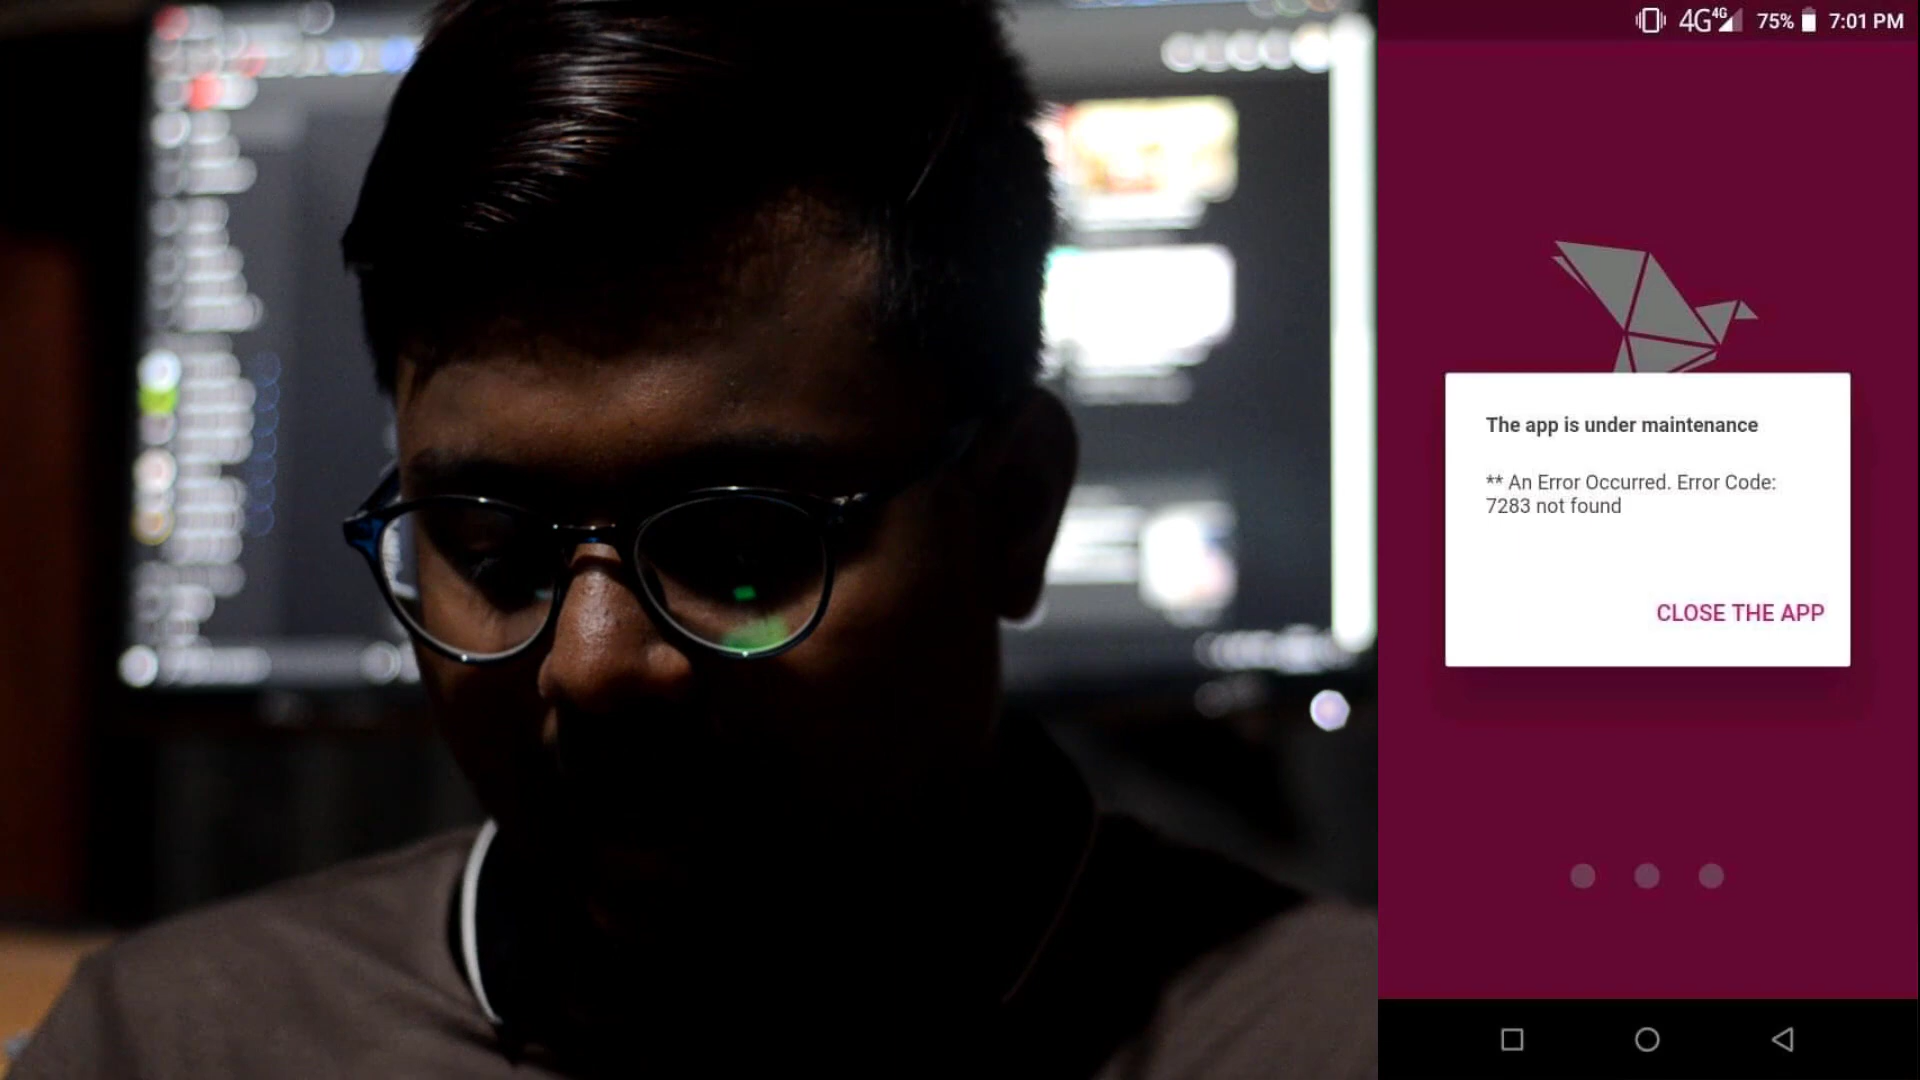 4G 4G 75% 7:01 PM
The app is under maintenance
** An Error Occurred. Error Code:
7283 not found
CLOSE THE APP